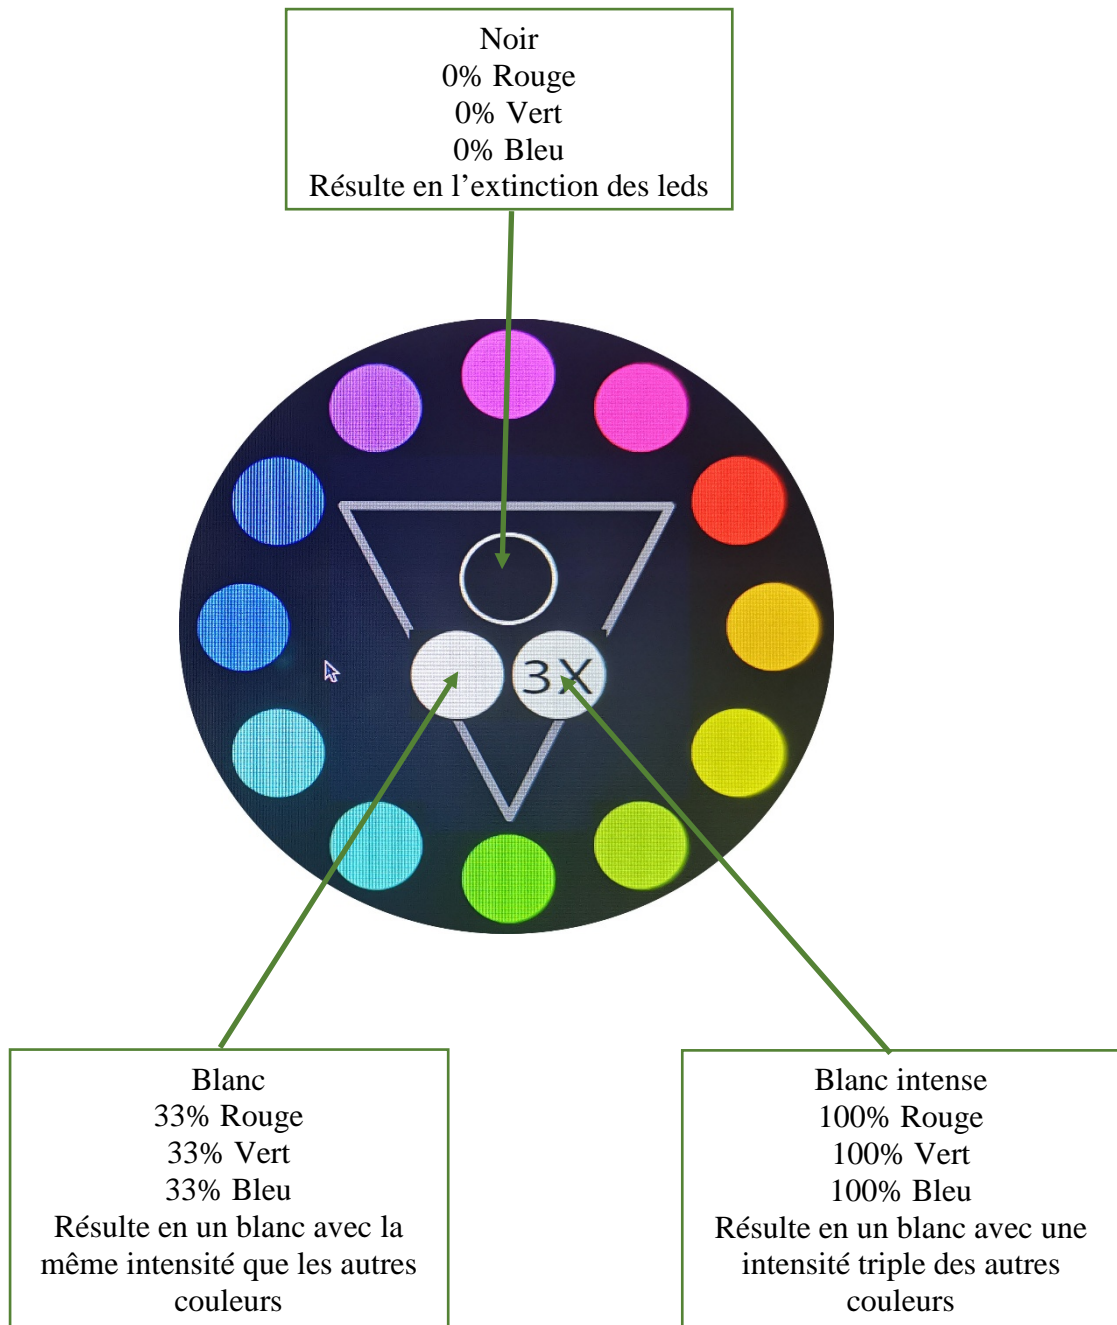 Noir
0% Rouge
0% Vert
0% Bleu
Résulte en l’extinction des leds
3X
Blanc
33% Rouge
33% Vert
33% Bleu
Résulte en un blanc avec la
même intensité que les autres
couleurs
Blanc intense
100% Rouge
100% Vert
100% Bleu
Résulte en un blanc avec une
intensité triple des autres
couleurs